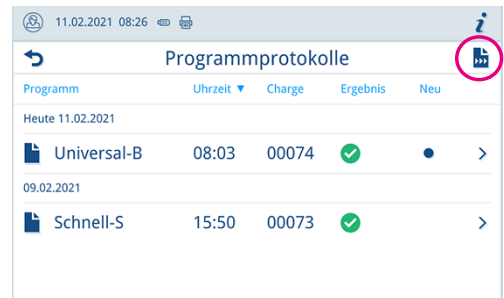 11.02.2021 08:26 i
Programmprotokolle
Programm Uhrzeit ▼ Charge Ergebnis Neu
Heute 11.02.2021
Universal-B 08:03 00074
09.02.2021
Schnell-S 15:50 00073